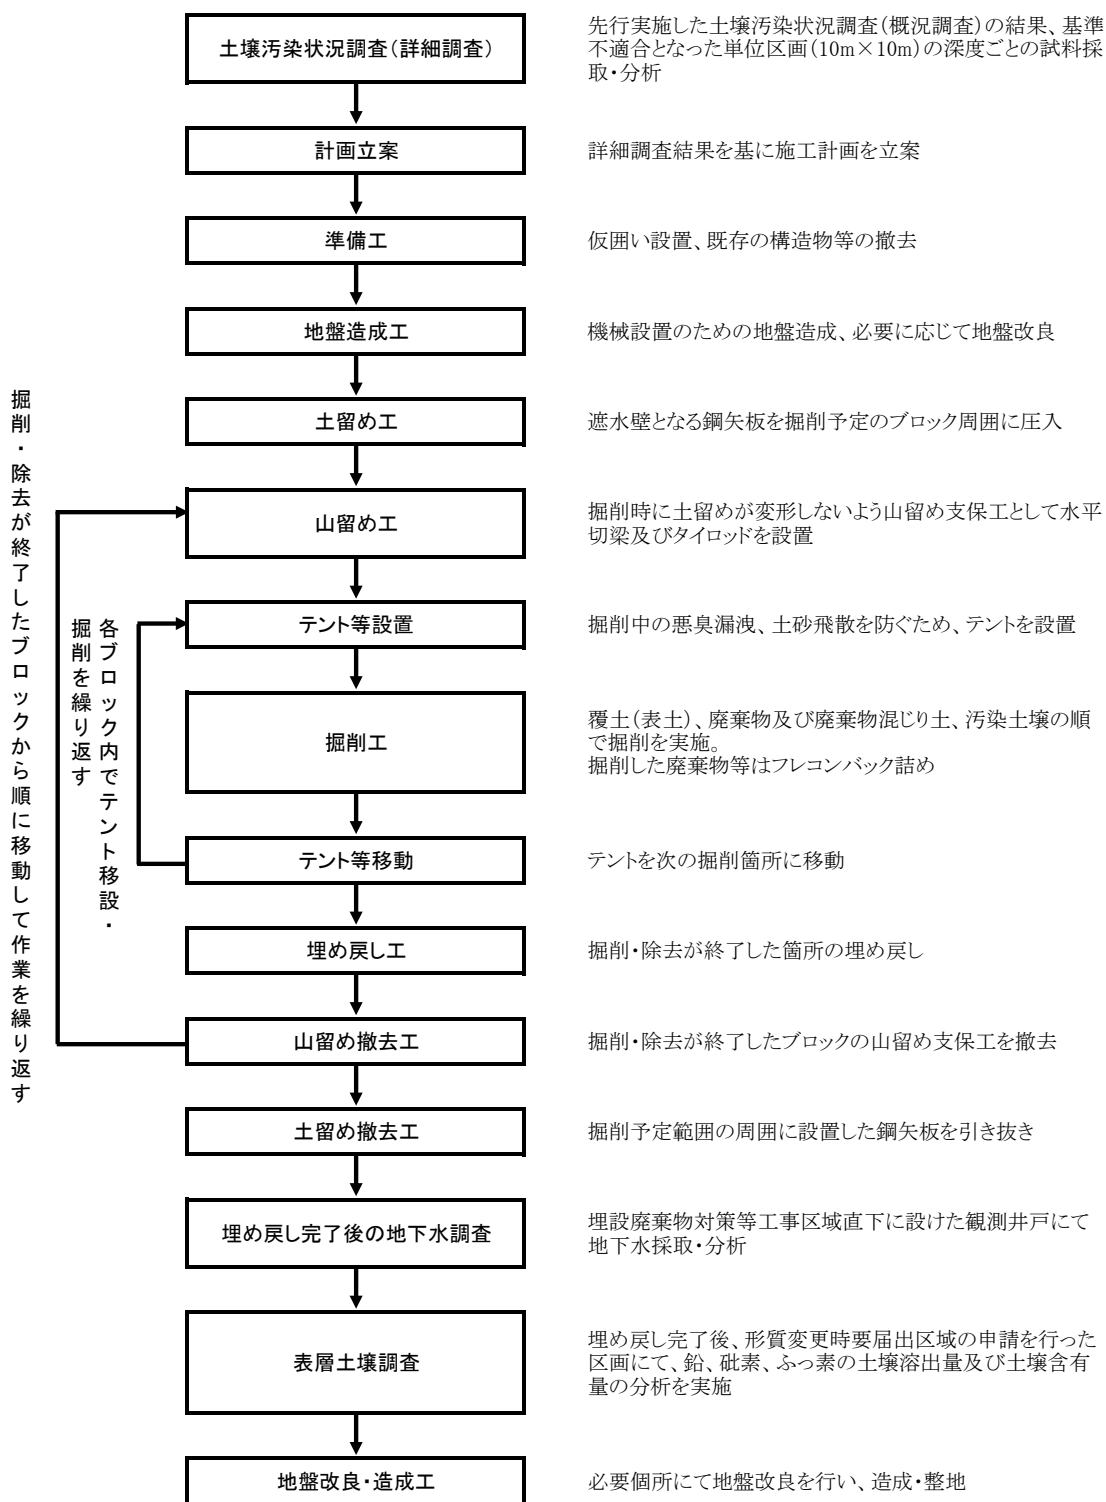 土壌汚染状況調査(詳細調査)
先行実施した土壌汚染状況調査(概況調査)の結果、基準
不適合となった単位区画(10m×10m)の深度ごとの試料採
取・分析
計画立案
詳細調査結果を基に施工計画を立案
準備工
仮囲い設置、既存の構造物等の撤去
地盤造成工
機械設置のための地盤造成、必要に応じて地盤改良
土留め工
遮水壁となる鋼矢板を掘削予定のブロック周囲に圧入
山留め工
掘削時に土留めが変形しないよう山留め支保工として水平
切梁及びタイロッドを設置
テント等設置
掘削中の悪臭漏洩、土砂飛散を防ぐため、テントを設置
掘削工
覆土(表土)、廃棄物及び廃棄物混じり土、汚染土壌の順
で掘削を実施。
掘削した廃棄物等はフレコンバック詰め
テント等移動
テントを次の掘削箇所に移動
各ブロック内でテント移設・
掘削を繰り返す
埋め戻し工
掘削・除去が終了した箇所の埋め戻し
山留め撤去工
掘削・除去が終了したブロックの山留め支保工を撤去
掘削・除去が終了したブロックから順に移動して作業を繰り返す
土留め撤去工
掘削予定範囲の周囲に設置した鋼矢板を引き抜き
埋め戻し完了後の地下水調査
埋設廃棄物対策等工事区域直下に設けた観測井戸にて
地下水採取・分析
表層土壌調査
埋め戻し完了後、形質変更時要届出区域の申請を行った
区画にて、鉛、砒素、ふっ素の土壌溶出量及び土壌含有
量の分析を実施
地盤改良・造成工
必要個所にて地盤改良を行い、造成・整地